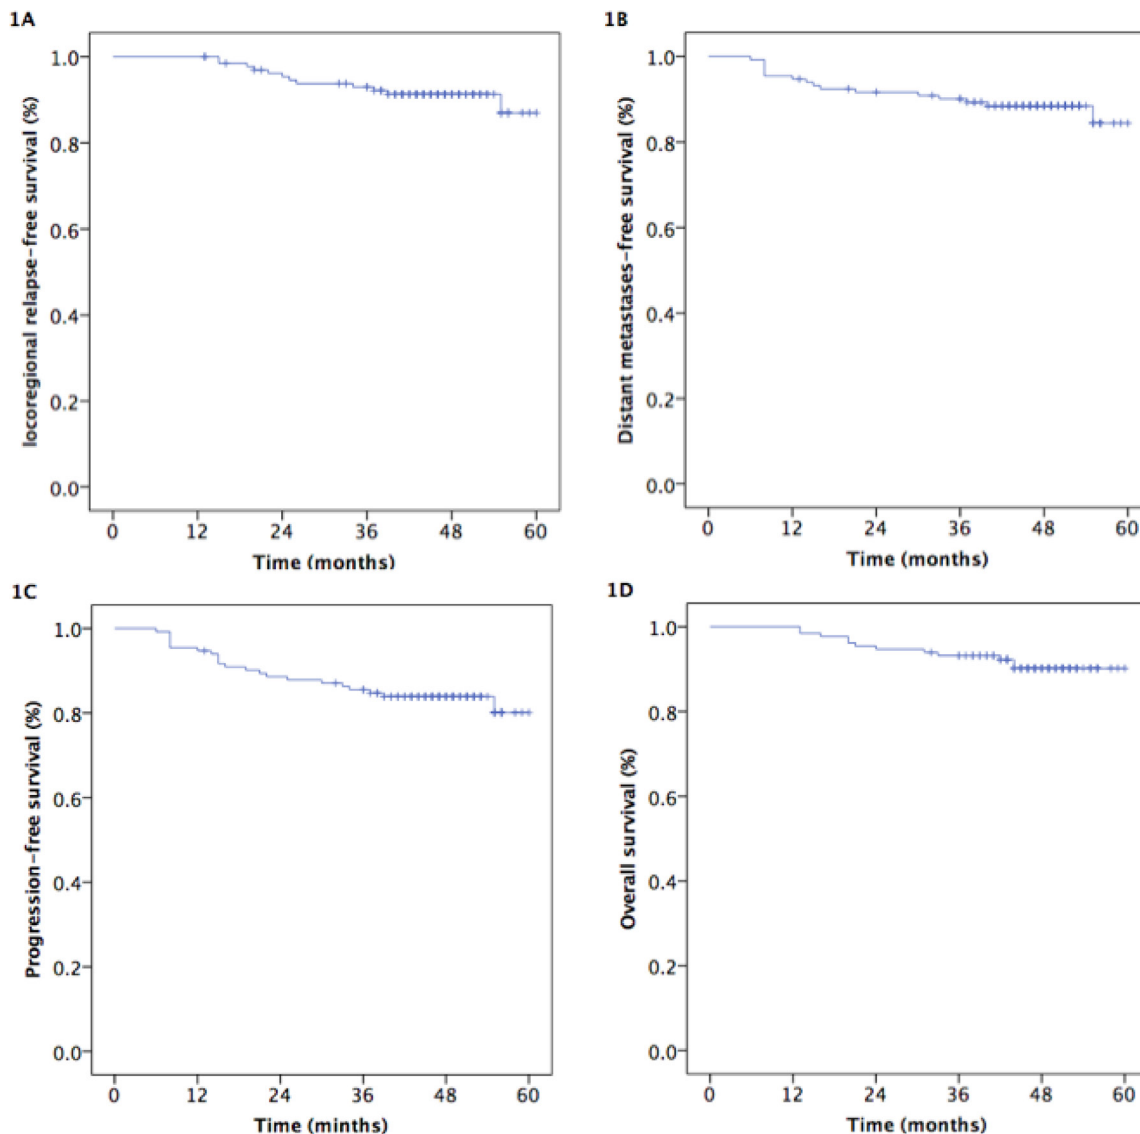 1A
locoregional relapse-free survival (%)
1.0
0.8
0.6
0.4
0.2
0.0
0 12 24 36 48 60
Time (months)
1B
Distant metastases-free survival (%)
1.0
0.8
0.6
0.4
0.2
0.0
0 12 24 36 48 60
Time (months)
1C
Progression-free survival (%)
1.0
0.8
0.6
0.4
0.2
0.0
0 12 24 36 48 60
Time (minths)
1D
Overall survival (%)
1.0
0.8
0.6
0.4
0.2
0.0
0 12 24 36 48 60
Time (months)